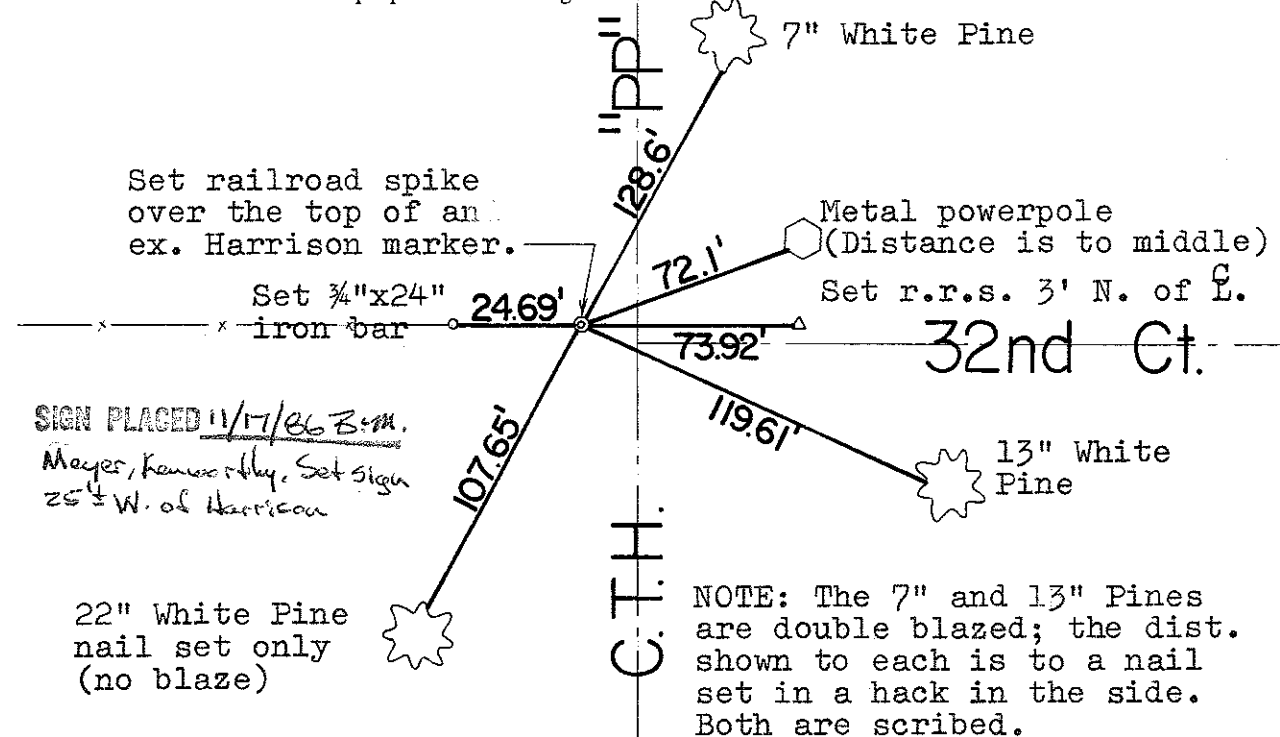 "PP"
7" White Pine
128.6'
Set railroad spike
over the top of an
ex. Harrison marker.
Metal powerpole
(Distance is to middle)
72.1'
Set r.r.s. 3' N. of ℄.
Set ¾"x24"
iron bar
24.69'
73.92'
32nd Ct.
119.61'
SIGN PLACED 11/17/86
Meyer, Kenworthy, Set sign
25'± W. of Harrison
107.65'
13" White
Pine
C.T.H.
22" White Pine
nail set only
(no blaze)
NOTE: The 7" and 13" Pines
are double blazed; the dist.
shown to each is to a nail
set in a hack in the side.
Both are scribed.